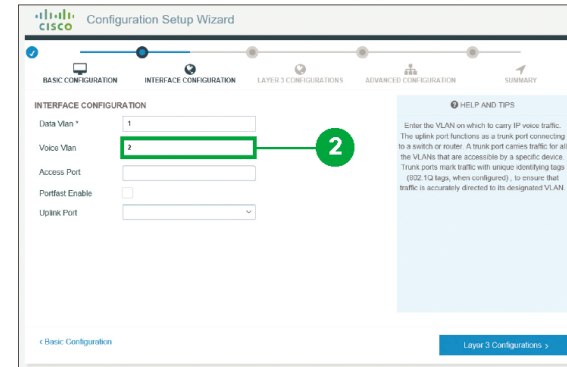 CISCO
Configuration Setup Wizard
BASIC CONFIGURATION
INTERFACE CONFIGURATION
LAYER 3 CONFIGURATIONS
ADVANCED CONFIGURATION
SUMMARY
INTERFACE CONFIGURATION
Data Vlan *
1
Voice Vlan
2
2
Access Port
Portfast Enable
Uplink Port
HELP AND TIPS
Enter the VLAN on which to carry IP voice traffic.
The uplink port functions as a trunk port connecting
to a switch or router. A trunk port carries traffic for all
the VLANs that are accessible by a specific device.
Trunk ports mark traffic with unique identifying tags
(802.1Q tags, when configured) , to ensure that
traffic is accurately directed to its designated VLAN.
‹ Basic Configuration
Layer 3 Configurations ›